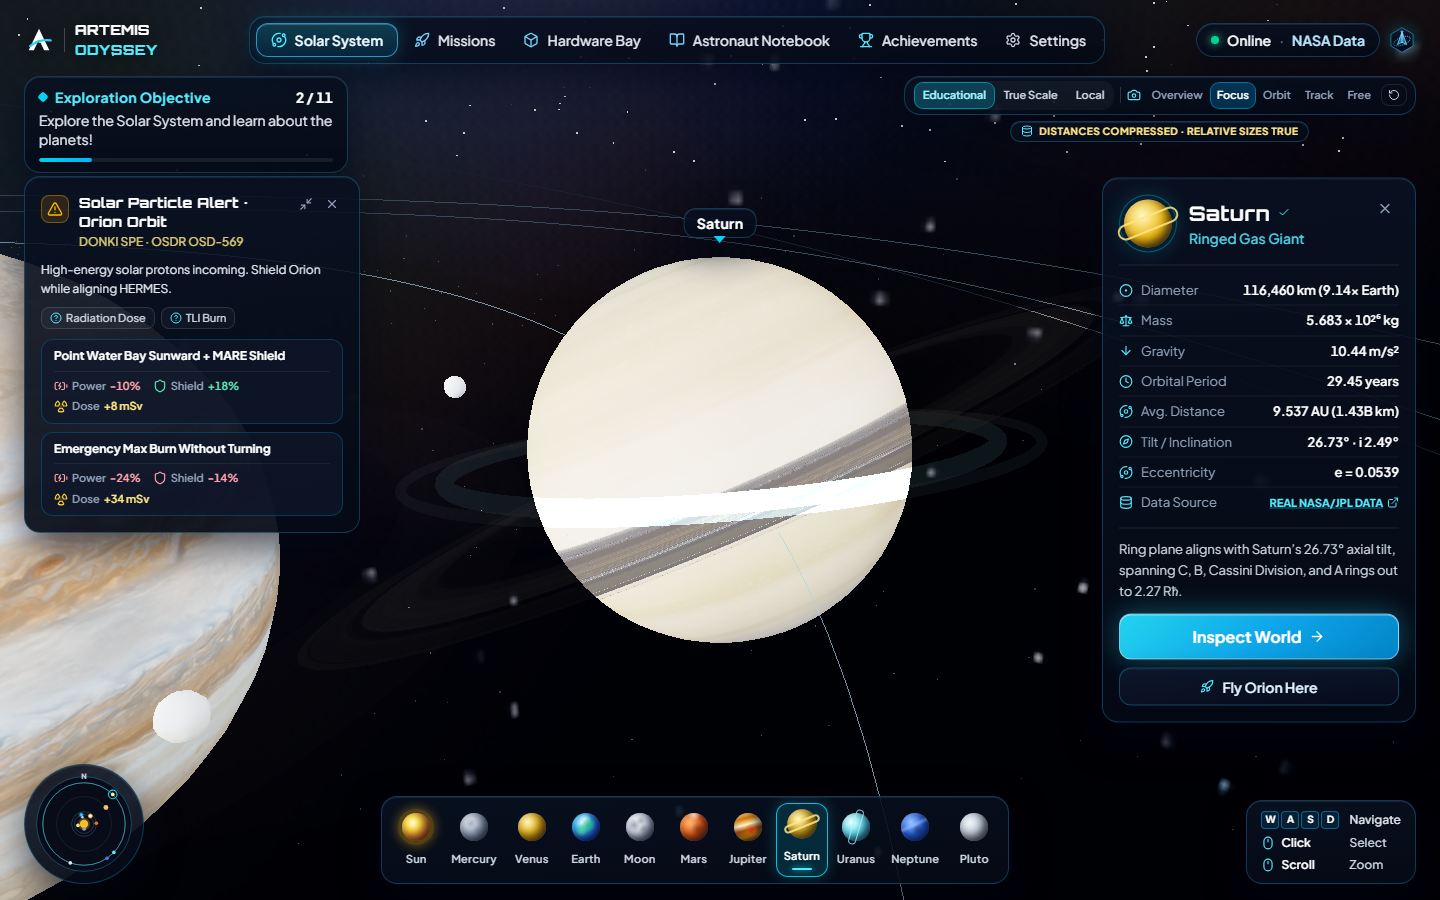 ARTEMIS
ODYSSEY
Solar System
Missions
Hardware Bay
Astronaut Notebook
Achievements
Settings
Online · NASA Data
Exploration Objective 2 / 11
Explore the Solar System and learn about the
planets!
Educational True Scale Local Overview Focus Orbit Track Free
DISTANCES COMPRESSED · RELATIVE SIZES TRUE
Solar Particle Alert ·
Orion Orbit
DONKI SPE · OSDR OSD-569
High-energy solar protons incoming. Shield Orion
while aligning HERMES.
Radiation Dose TLI Burn
Point Water Bay Sunward + MARE Shield
Power -10% Shield +18%
Dose +8 mSv
Emergency Max Burn Without Turning
Power -24% Shield -14%
Dose +34 mSv
Saturn
Saturn
Ringed Gas Giant
Diameter 116,460 km (9.14× Earth)
Mass 5.683 × 10²⁶ kg
Gravity 10.44 m/s²
Orbital Period 29.45 years
Avg. Distance 9.537 AU (1.43B km)
Tilt / Inclination 26.73° · i 2.49°
Eccentricity e = 0.0539
Data Source REAL NASA/JPL DATA
Ring plane aligns with Saturn's 26.73° axial tilt,
spanning C, B, Cassini Division, and A rings out
to 2.27 Rħ.
Inspect World →
Fly Orion Here
N
Sun Mercury Venus Earth Moon Mars Jupiter Saturn Uranus Neptune Pluto
W A S D Navigate
Click Select
Scroll Zoom